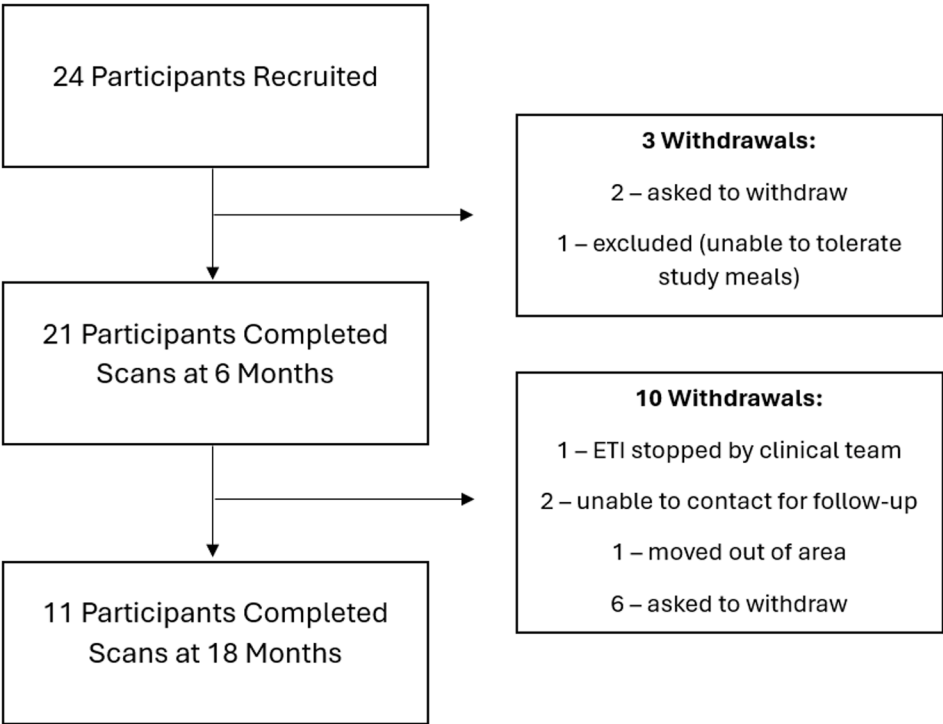 24 Participants Recruited
3 Withdrawals:
2 – asked to withdraw
1 – excluded (unable to tolerate
study meals)
21 Participants Completed
Scans at 6 Months
10 Withdrawals:
1 – ETI stopped by clinical team
2 – unable to contact for follow-up
1 – moved out of area
6 – asked to withdraw
11 Participants Completed
Scans at 18 Months